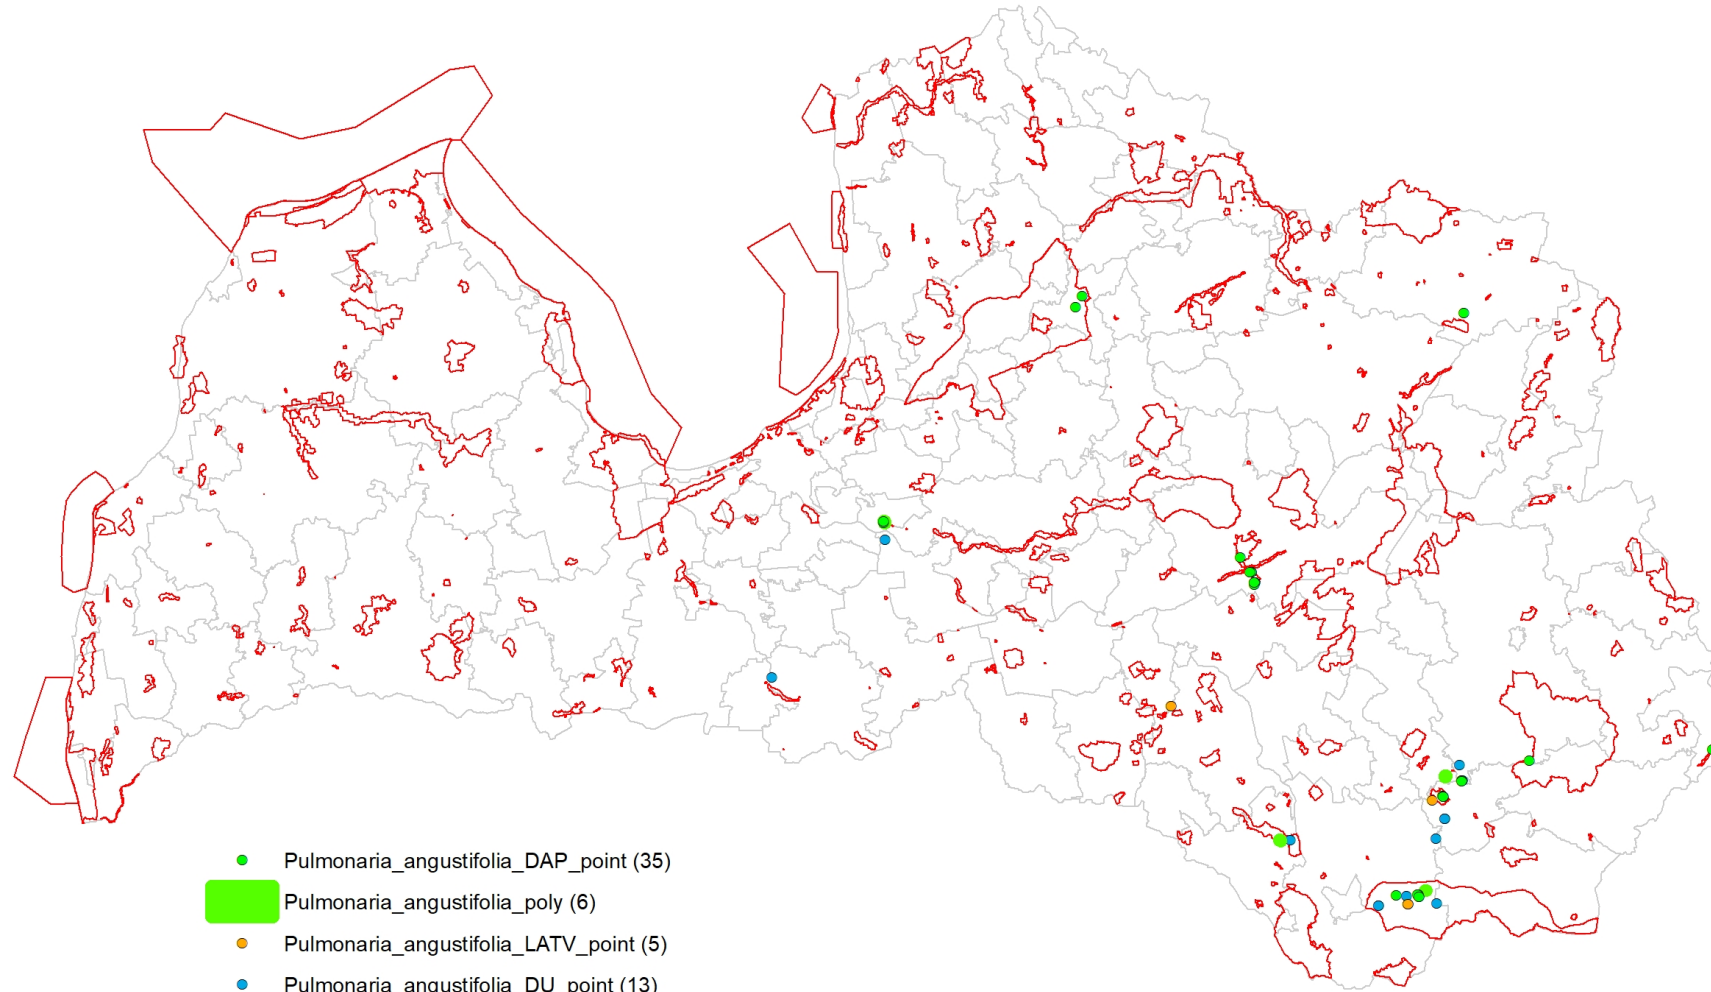 Pulmonaria_angustifolia_DAP_point (35)
Pulmonaria_angustifolia_poly (6)
Pulmonaria_angustifolia_LATV_point (5)
Pulmonaria_angustifolia_DU_point (13)